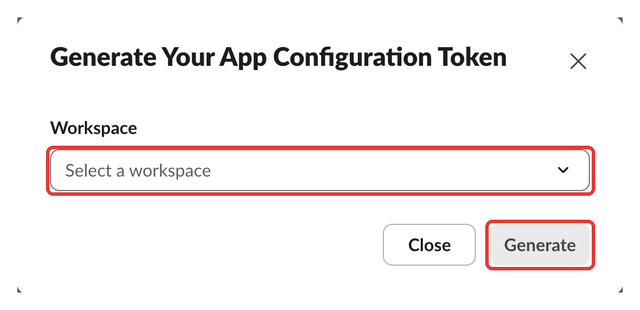 Generate Your App Configuration Token
Workspace
Select a workspace
Close Generate